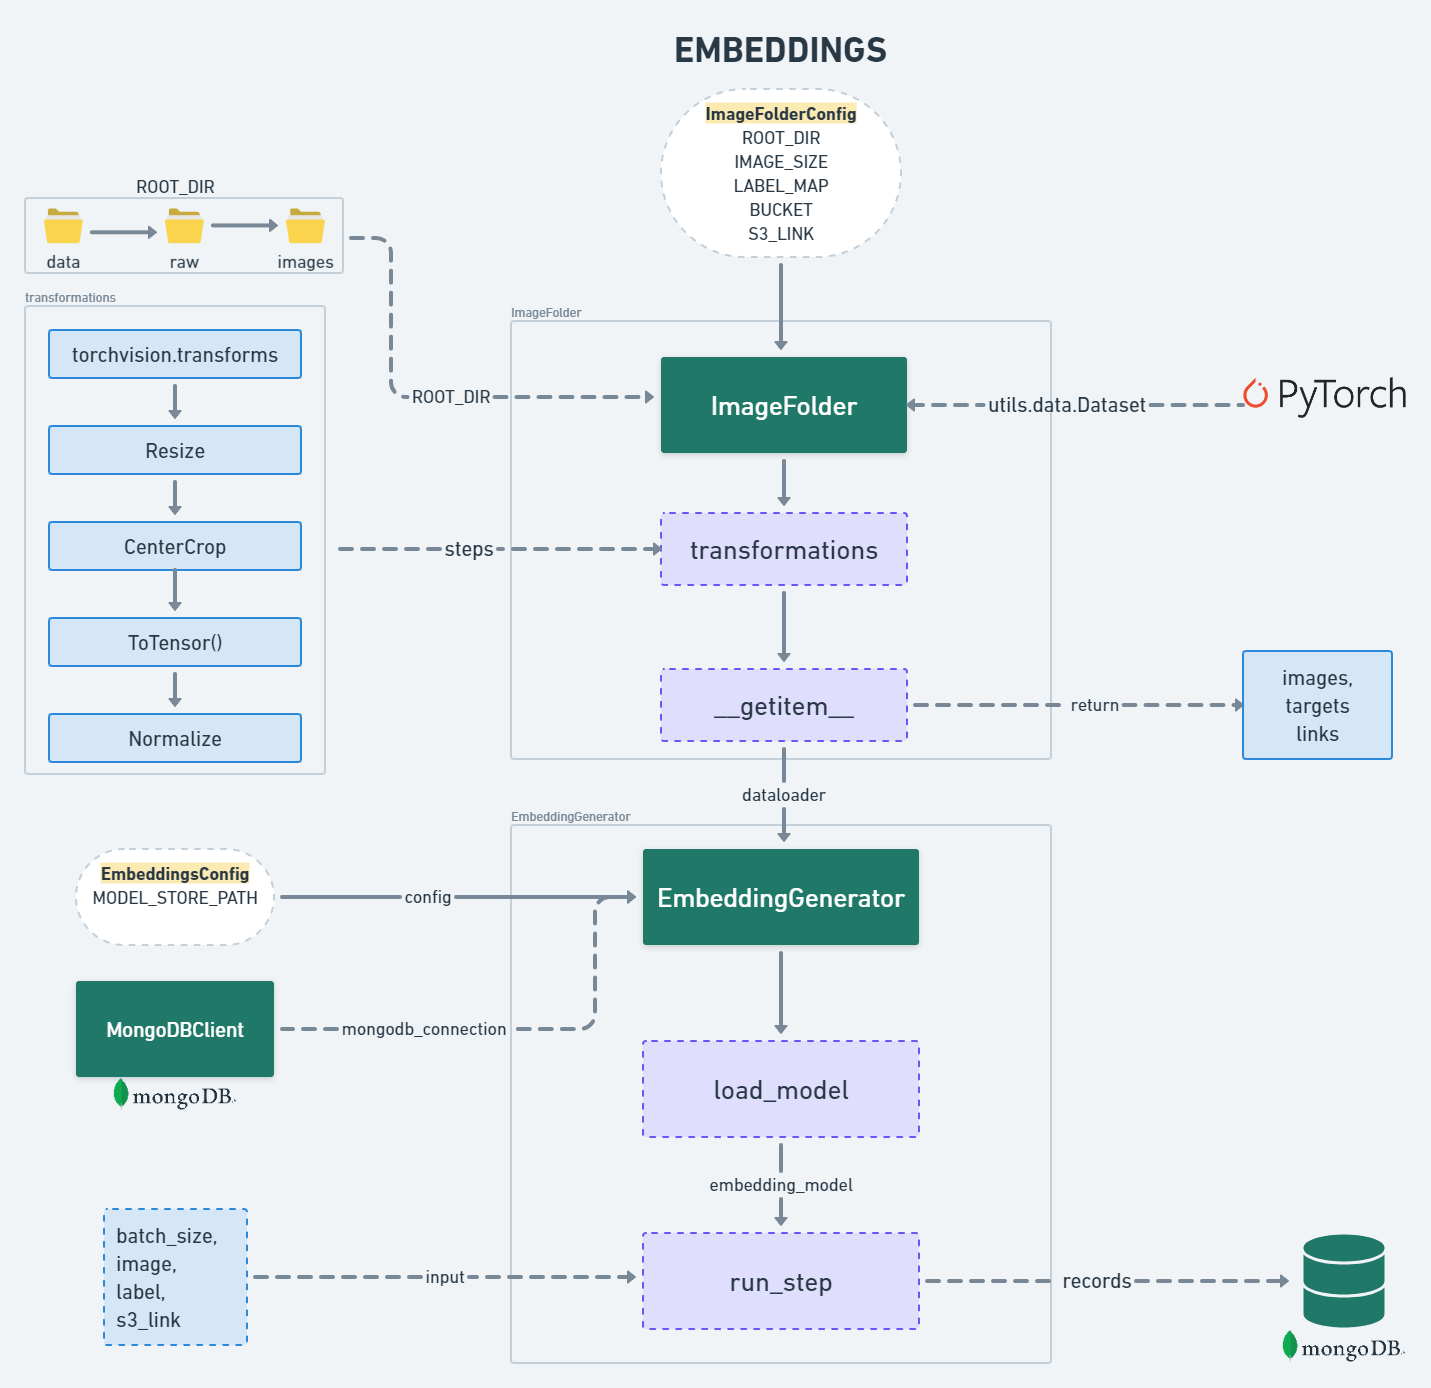 EMBEDDINGS
ImageFolderConfig
ROOT_DIR
IMAGE_SIZE
LABEL_MAP
BUCKET
S3_LINK
ROOT_DIR
data
raw
images
transformations
torchvision.transforms
Resize
CenterCrop
ToTensor()
Normalize
ImageFolder
ROOT_DIR
ImageFolder
utils.data.Dataset
PyTorch
steps
transformations
__getitem__
return
images,
targets
links
dataloader
EmbeddingGenerator
EmbeddingsConfig
MODEL_STORE_PATH
config
EmbeddingGenerator
MongoDBClient
mongoDB.
mongodb_connection
load_model
embedding_model
batch_size,
image,
label,
s3_link
input
run_step
records
mongoDB.